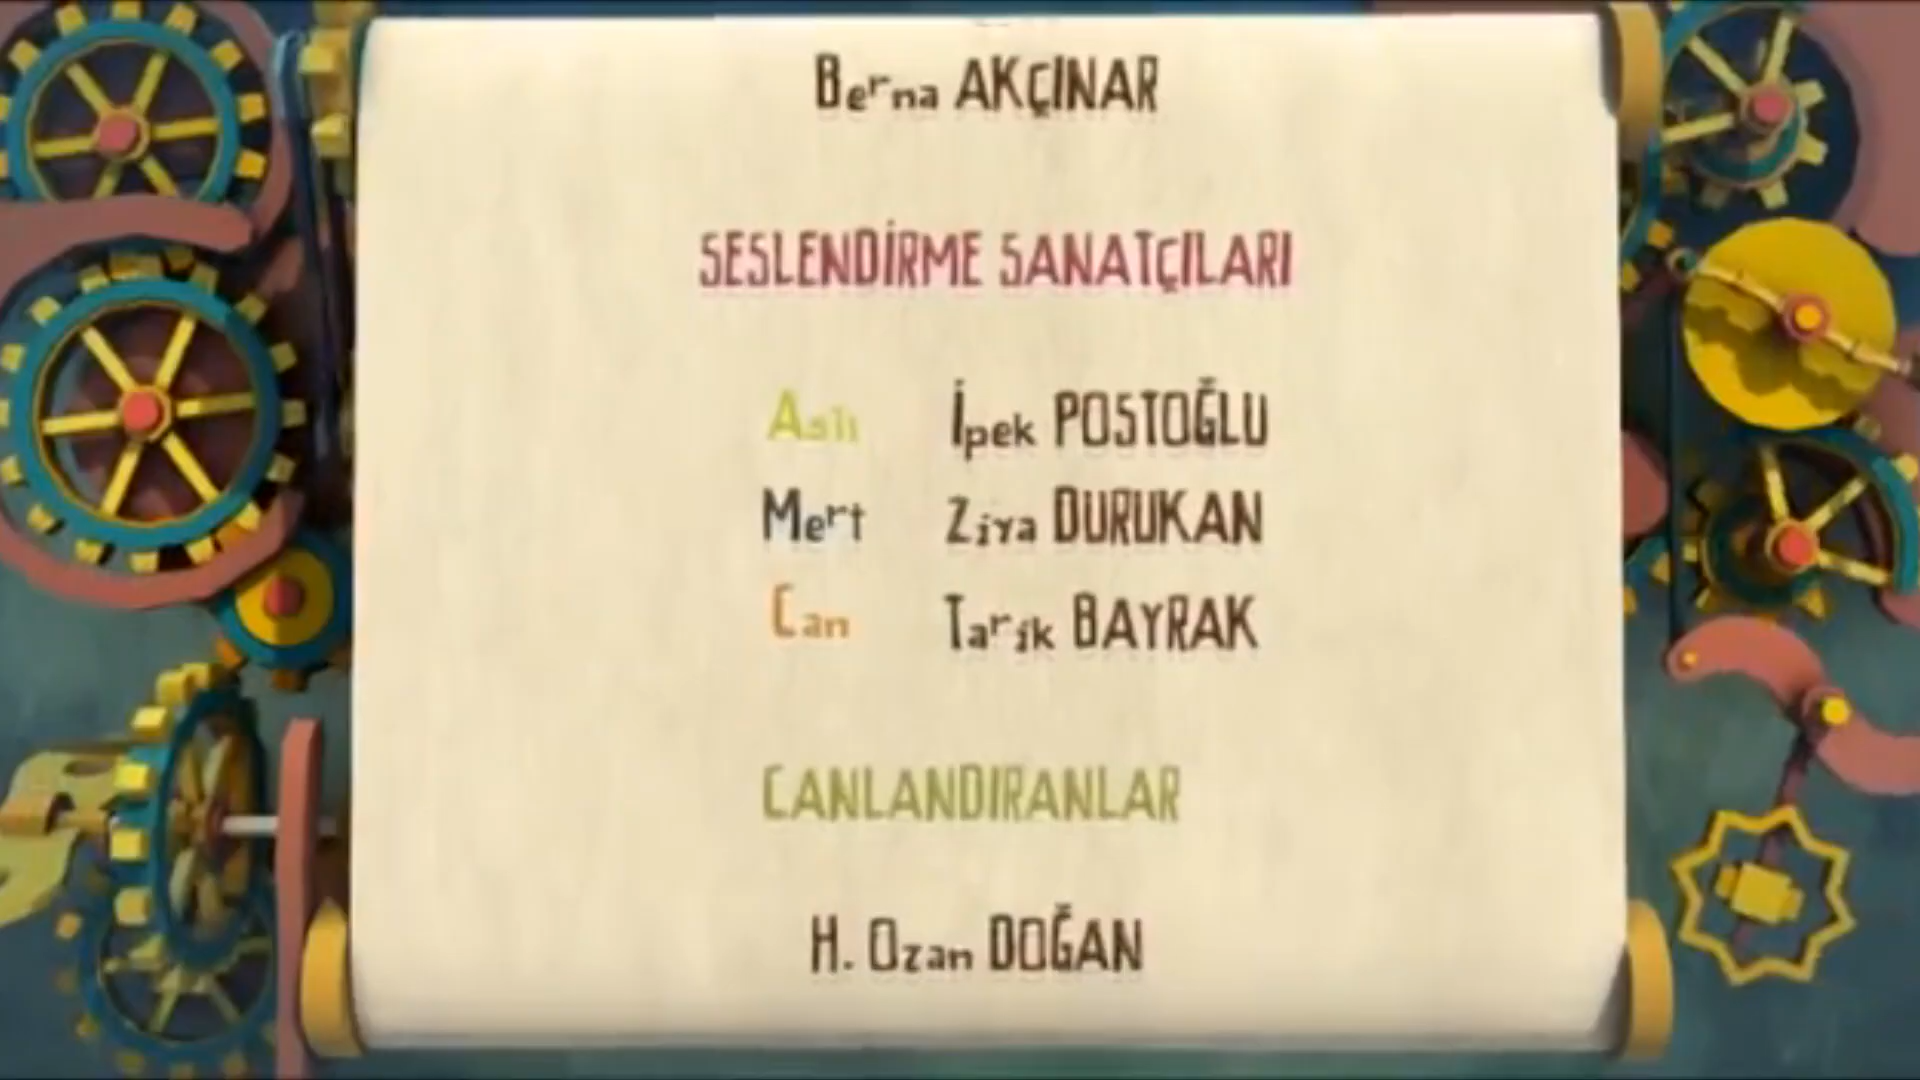 Berna AKÇINAR
SESLENDİRME SANATÇILARI
Aslı İpek POSTOĞLU
Mert Ziya DURUKAN
Can Tarık BAYRAK
CANLANDIRANLAR
H. Ozan DOĞAN